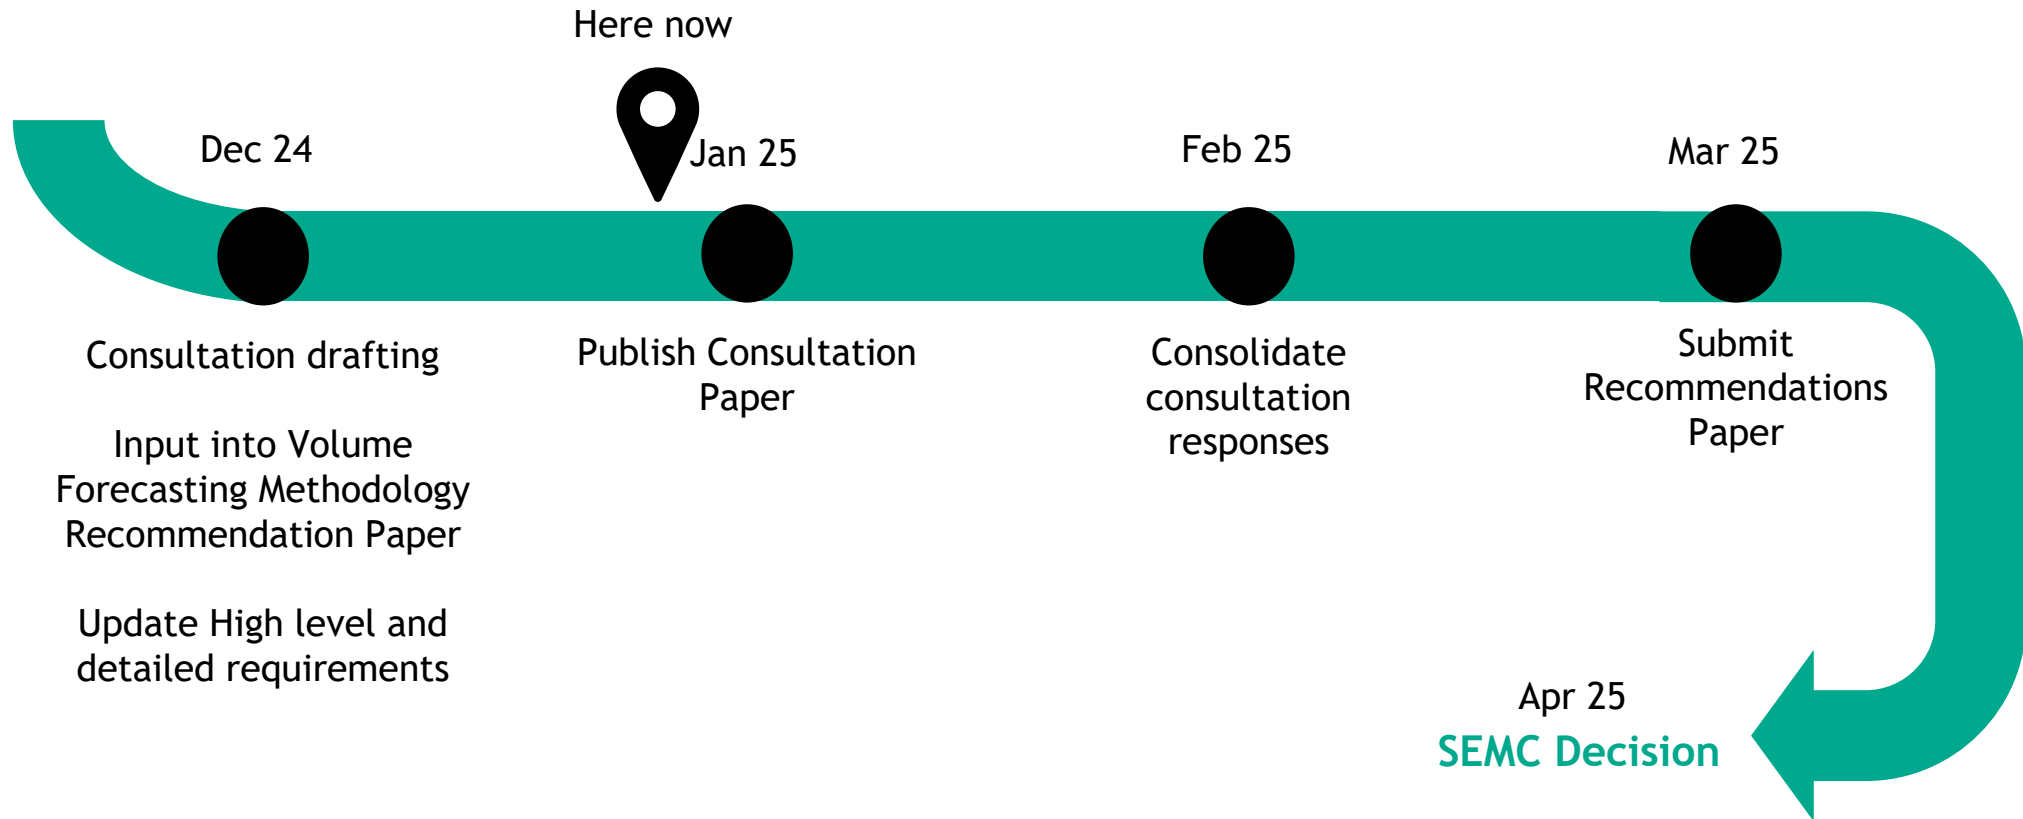 Here now
Dec 24
Jan 25
Feb 25
Mar 25
Consultation drafting
Input into Volume
Forecasting Methodology
Recommendation Paper
Update High level and
detailed requirements
Publish Consultation
Paper
Consolidate
consultation
responses
Submit
Recommendations
Paper
Apr 25
SEMC Decision